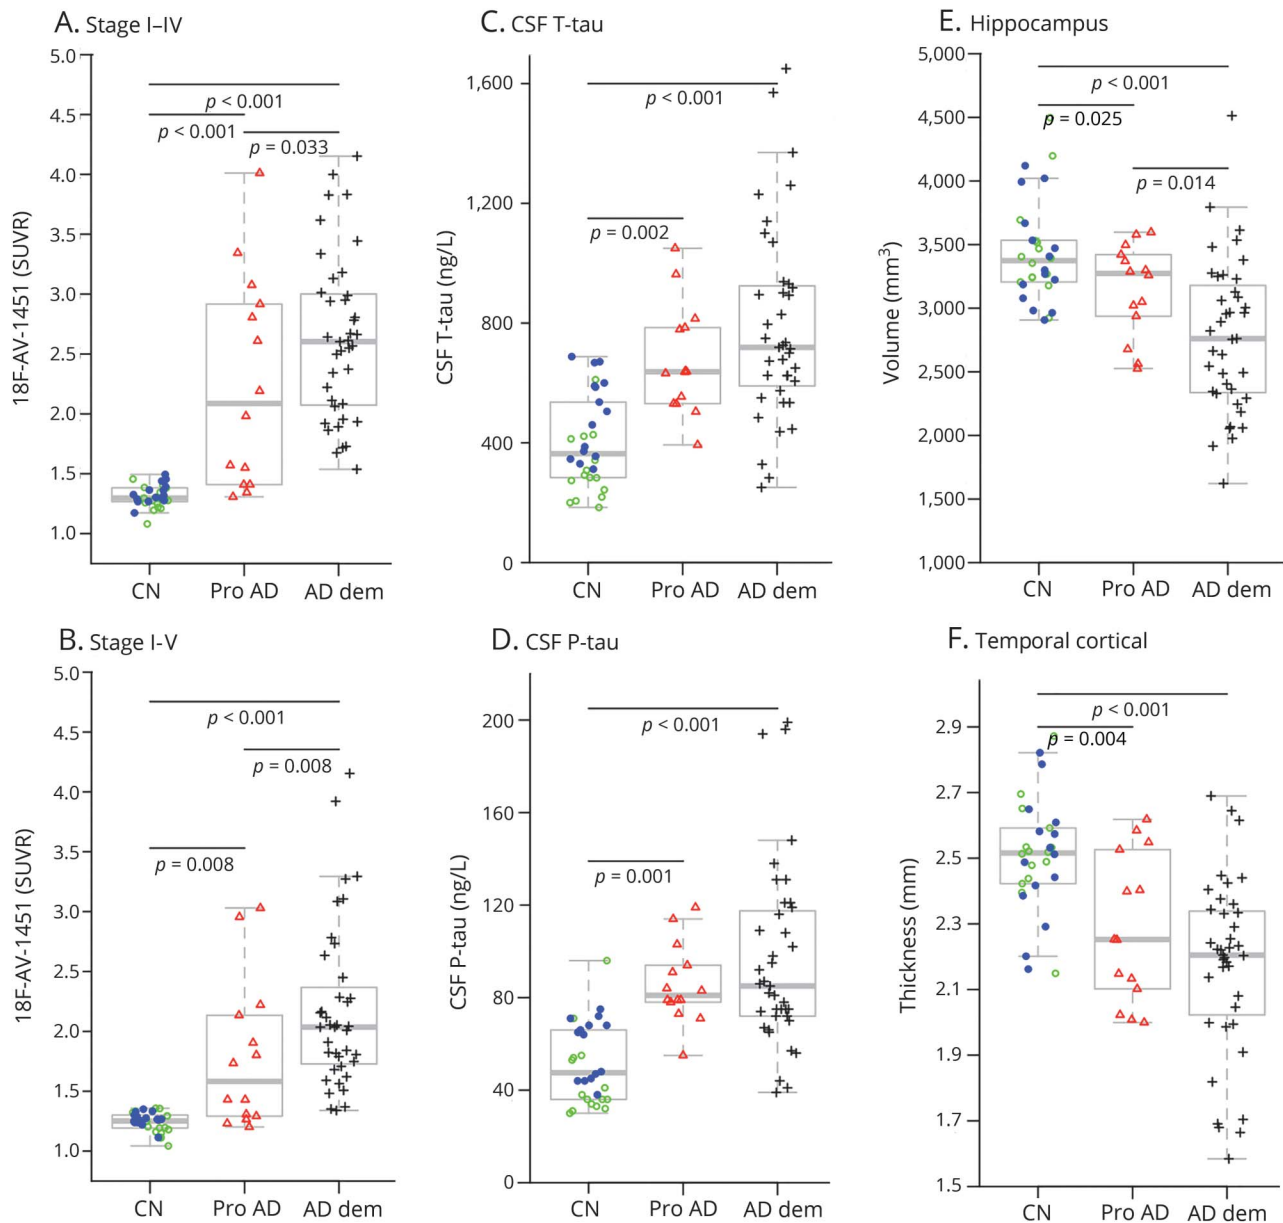 A. Stage I–IV
5.0
4.5
4.0
3.5
3.0
2.5
2.0
1.5
1.0
18F-AV-1451 (SUVR)
p < 0.001
p < 0.001
p = 0.033
CN Pro AD AD dem
B. Stage I-V
5.0
4.5
4.0
3.5
3.0
2.5
2.0
1.5
1.0
18F-AV-1451 (SUVR)
p < 0.001
p = 0.008
p = 0.008
CN Pro AD AD dem
C. CSF T-tau
1,600
1,200
800
400
0
CSF T-tau (ng/L)
p < 0.001
p = 0.002
CN Pro AD AD dem
D. CSF P-tau
200
160
120
80
40
0
CSF P-tau (ng/L)
p < 0.001
p = 0.001
CN Pro AD AD dem
E. Hippocampus
5,000
4,500
4,000
3,500
3,000
2,500
2,000
1,500
1,000
Volume (mm³)
p < 0.001
p = 0.025
p = 0.014
CN Pro AD AD dem
F. Temporal cortical
2.9
2.7
2.5
2.3
2.1
1.9
1.7
1.5
Thickness (mm)
p < 0.001
p = 0.004
CN Pro AD AD dem